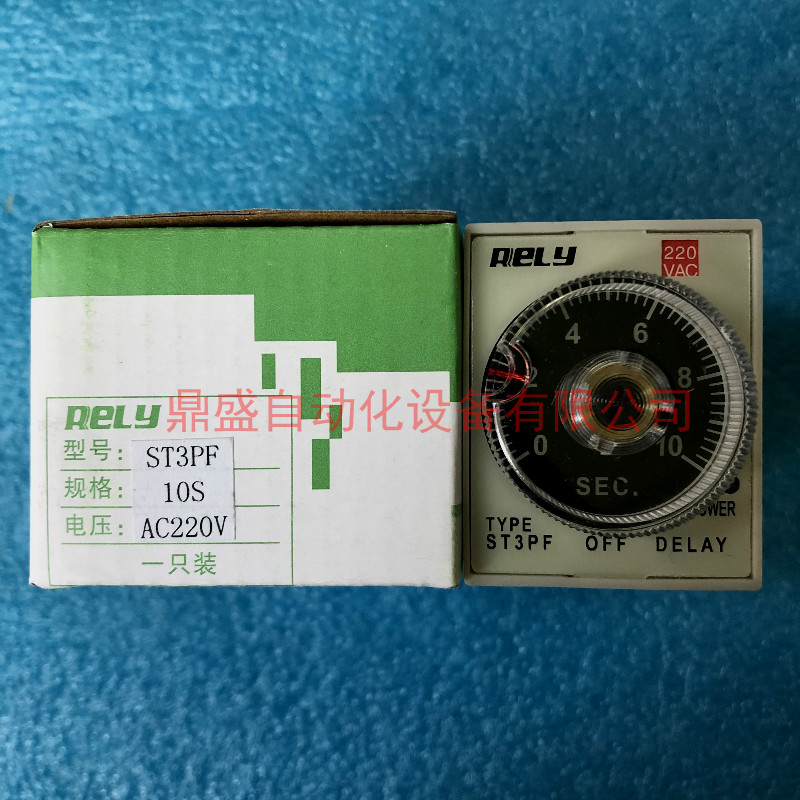 RELY
型号: ST3PF
规格: 10S
电压: AC220V
一只装
RELY
220
VAC
4 6
2 8
0 10
SEC.
TYPE
ST3PF OFF DELAY
鼎盛自动化设备有限公司